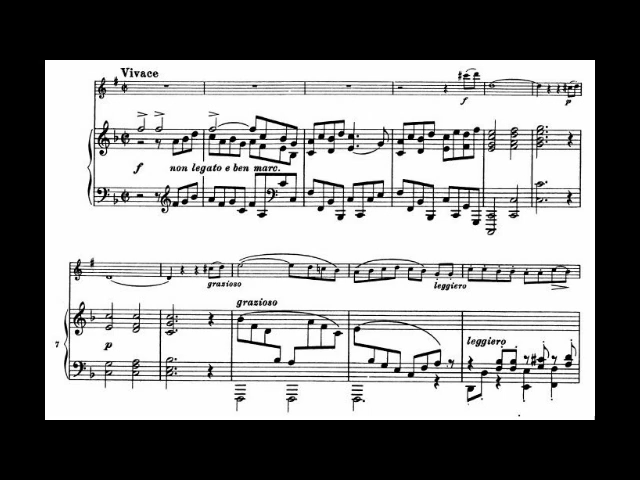 Vivace
f
p
f
non legato e ben marc.
grazioso
leggiero
grazioso
7
p
leggiero